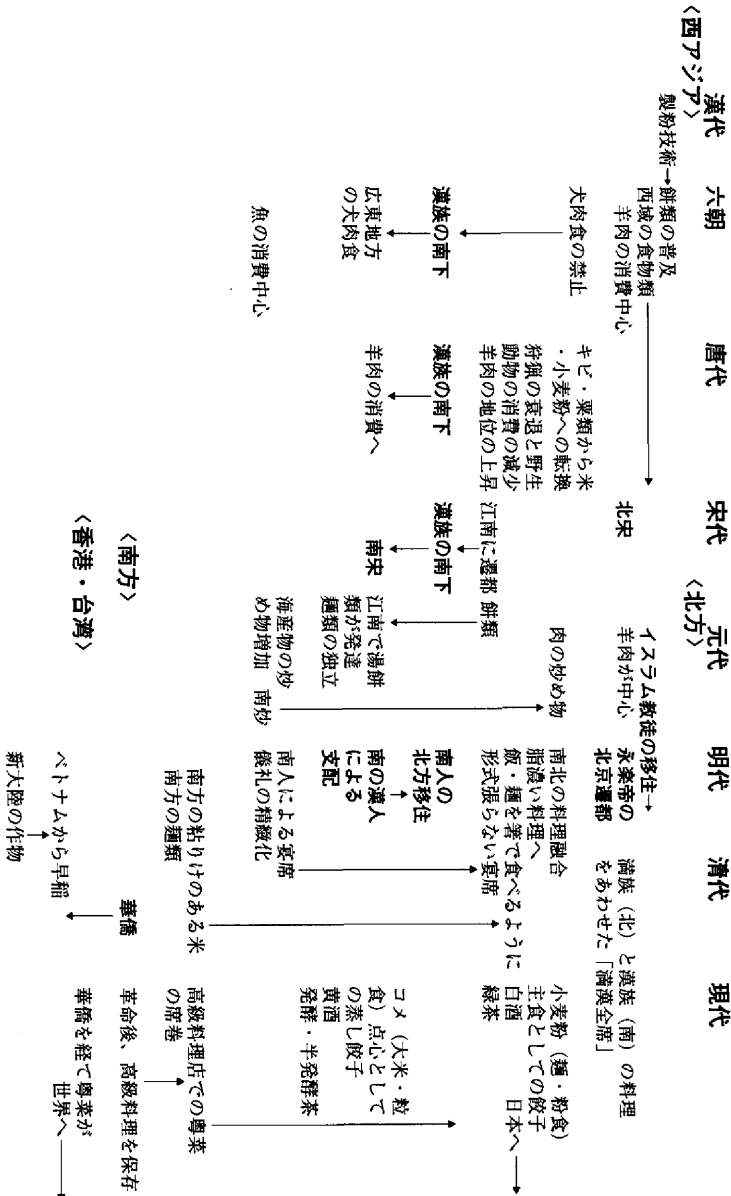 漢代
六朝
唐代
宋代
元代
明代
清代
現代
〈西アジア〉
製粉技術→餅類の普及
西域の食物類
羊肉の消費中心
犬肉食の禁止
漢族の南下
広東地方
の犬肉食
魚の消費中心
キビ・粟類から米
・小麦粉への転換
狩猟の衰退と野生
動物の消費の減少
羊肉の地位の上昇
漢族の南下
羊肉の消費へ
北宋
江南に遷都
漢族の南下
南宋
餅類
江南で湯餅
類が発達
麺類の独立
海産物の炒
め物増加
南炒
〈北方〉
イスラム教徒の移住→
羊肉が中心
肉の炒め物
永楽帝の
北京遷都
南北の料理融合
脂濃い料理へ
飯・麺を箸で食べるように
形式張らない宴席
南人の
北方移住
南の漢人
による
支配
南人による宴席
儀礼の精緻化
南方の粘りけのある米
南方の麺類
〈南方〉
〈香港・台湾〉
ベトナムから早稲
新大陸の作物
満族（北）と漢族（南）の料理
をあわせた「満漢全席」
華僑
小麦粉（麺・粉食）
主食としての餃子
白酒
緑茶
日本へ
コメ（大米・粒
食）点心として
の蒸し餃子
黄酒
発酵・半発酵茶
高級料理店での粤菜
の席巻
革命後、高級料理を保存
華僑を経て粤菜が
世界へ